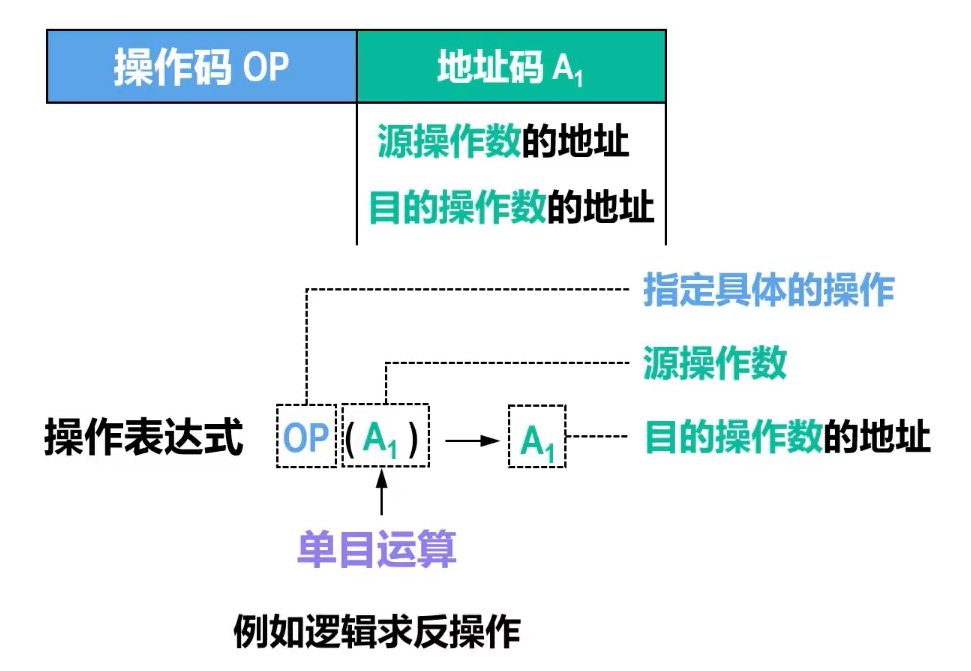 操作码 OP 地址码 A₁
源操作数的地址
目的操作数的地址
指定具体的操作
源操作数
操作表达式 OP (A₁) → A₁ 目的操作数的地址
单目运算
例如逻辑求反操作